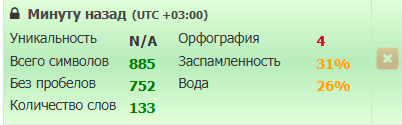 Минуту назад (UTC +03:00)
Уникальность N/A Орфография 4
Всего символов 885 Заспамленность 31%
Без пробелов 752 Вода 26%
Количество слов 133